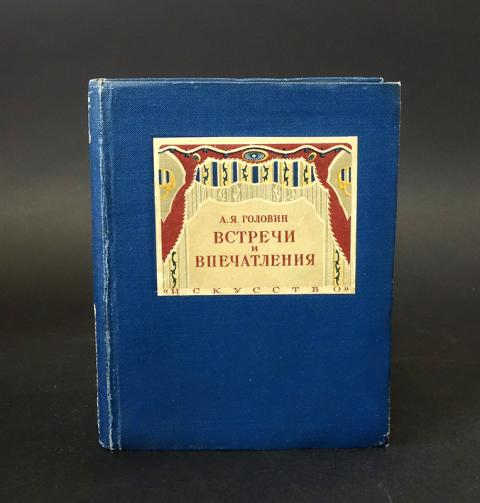 А. Я. ГОЛОВИН
ВСТРЕЧИ
и
ВПЕЧАТЛЕНИЯ
«ИСКУССТВО»